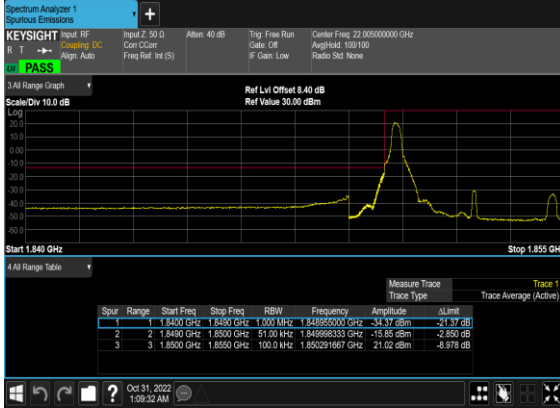 Spectrum Analyzer 1
Spurious Emissions
+
KEYSIGHT Input: RF Input Z: 50 Ω Atten: 40 dB Trig: Free Run Center Freq: 22.005000000 GHz
R T Coupling: DC Corr CCorr Gate: Off Avg|Hold: 100/100
Align: Auto Freq Ref: Int (S) IF Gain: Low Radio Std: None
PASS
3 All Range Graph
Ref Lvl Offset 8.40 dB
Scale/Div 10.0 dB Ref Value 30.00 dBm
Log
20.0
10.0
0.00
-10.0
-20.0
-30.0
-40.0
-50.0
-60.0
Start 1.840 GHz Stop 1.855 GH
4 All Range Table
Measure Trace Trace 1
Trace Type Trace Average (Active)
Spur Range Start Freq Stop Freq RBW Frequency Amplitude ΔLimit
1 1 1.8400 GHz 1.8490 GHz 1.000 MHz 1.848955000 GHz -34.37 dBm -21.37 dB
2 2 1.8490 GHz 1.8500 GHz 51.00 kHz 1.849998333 GHz -15.85 dBm -2.850 dB
3 3 1.8500 GHz 1.8550 GHz 100.0 kHz 1.850291667 GHz 21.02 dBm -8.978 dB
? Oct 31, 2022
1:09:32 AM